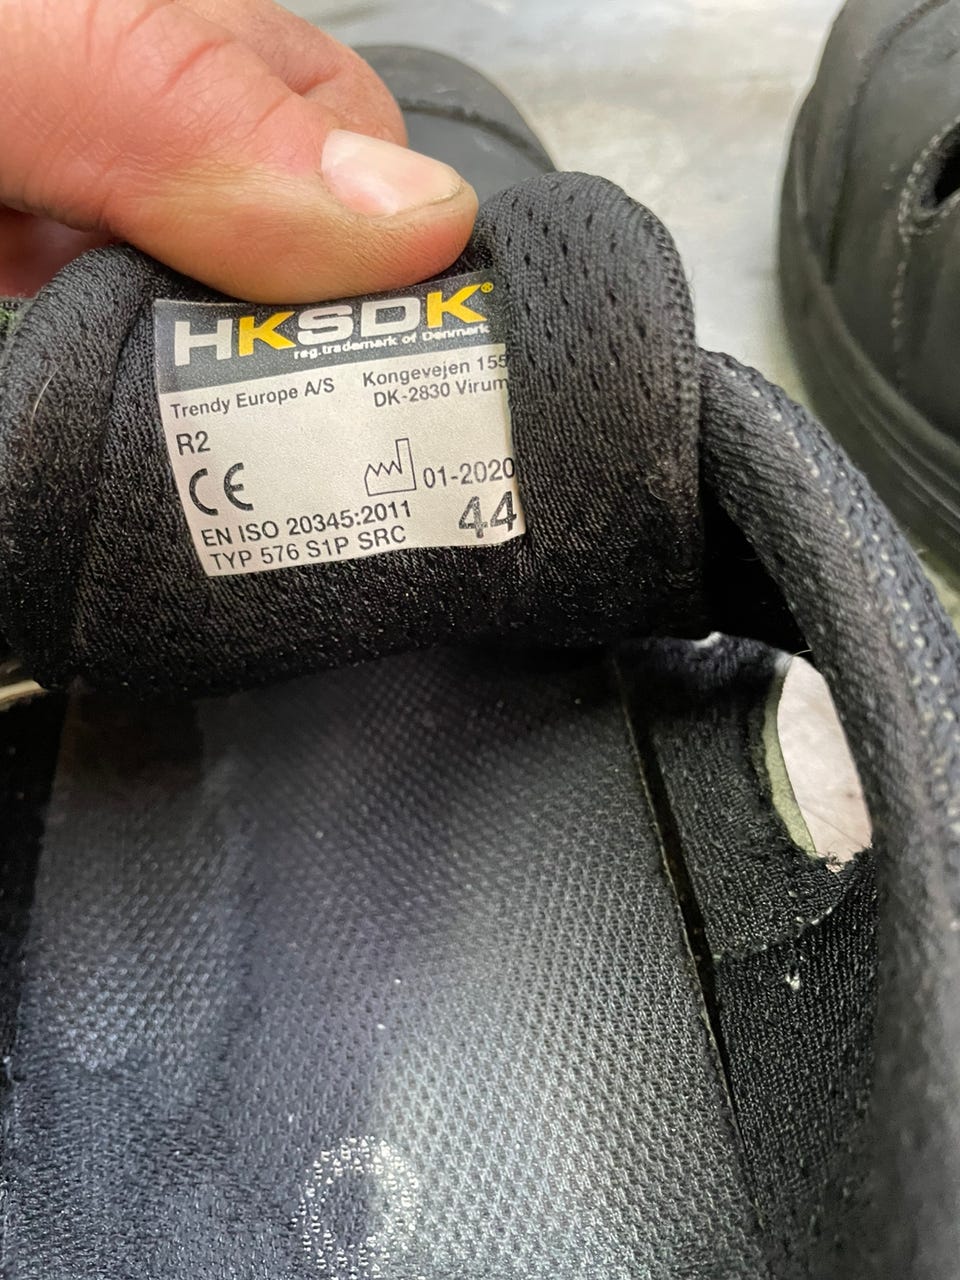 HKSDK®
reg.trademark of Denmark
Trendy Europe A/S
Kongevejen 155
DK-2830 Virum
R2
CE
01-2020
EN ISO 20345:2011
44
TYP 576 S1P SRC